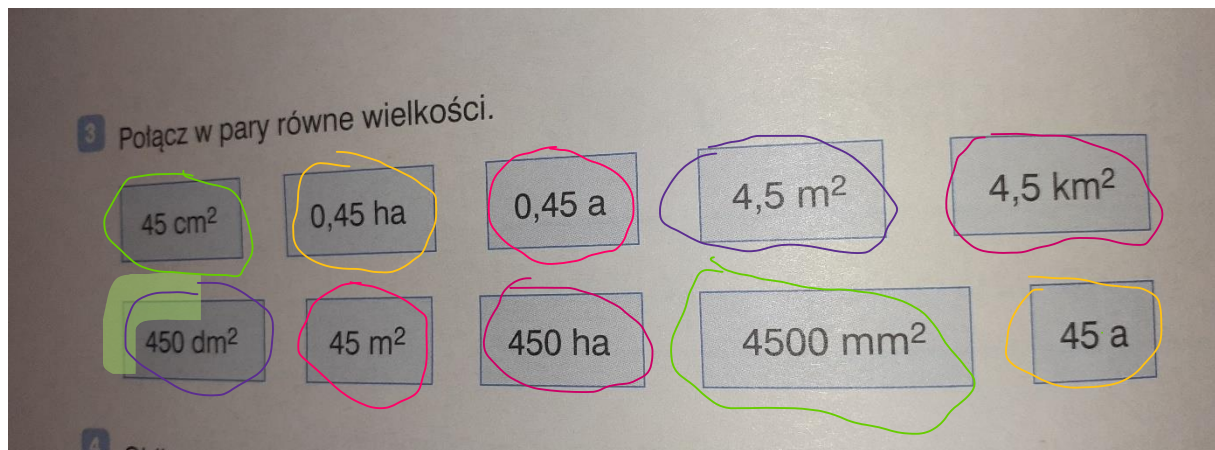 3 Połącz w pary równe wielkości.
45 cm² 0,45 ha 0,45 a 4,5 m² 4,5 km²
450 dm² 45 m² 450 ha 4500 mm² 45 a
4